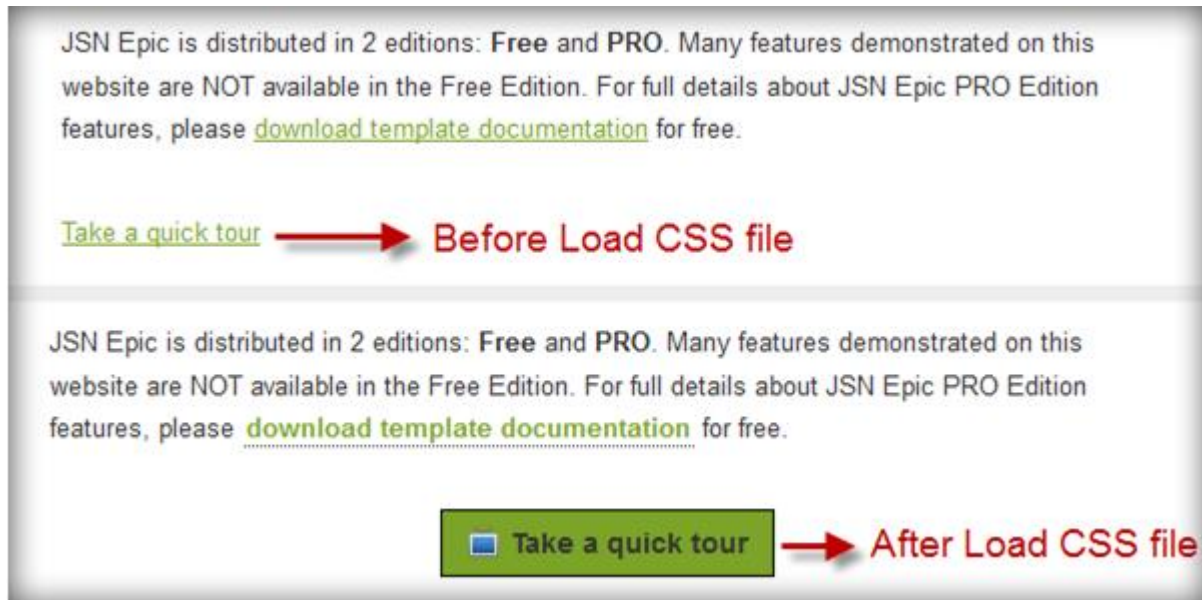 JSN Epic is distributed in 2 editions: Free and PRO. Many features demonstrated on this
website are NOT available in the Free Edition. For full details about JSN Epic PRO Edition
features, please download template documentation for free.
Take a quick tour Before Load CSS file
JSN Epic is distributed in 2 editions: Free and PRO. Many features demonstrated on this
website are NOT available in the Free Edition. For full details about JSN Epic PRO Edition
features, please download template documentation for free.
Take a quick tour After Load CSS file